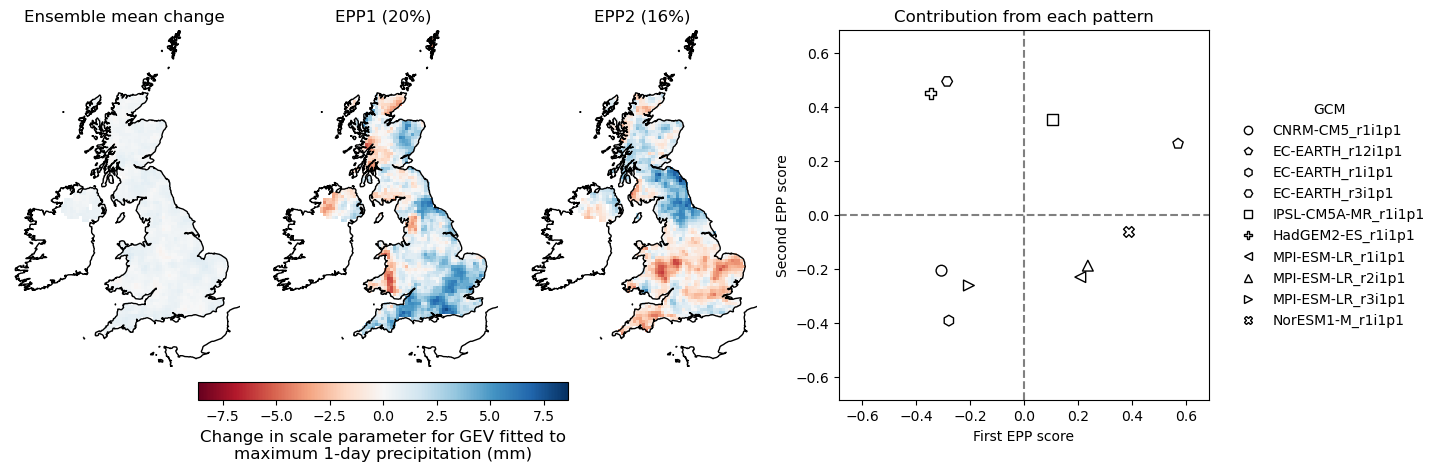 Ensemble mean change
EPP1 (20%)
EPP2 (16%)
Contribution from each pattern
−7.5 −5.0 −2.5 0.0 2.5 5.0 7.5
Change in scale parameter for GEV fitted to
maximum 1-day precipitation (mm)
Second EPP score
0.6
0.4
0.2
0.0
−0.2
−0.4
−0.6
−0.6 −0.4 −0.2 0.0 0.2 0.4 0.6
First EPP score
GCM
CNRM-CM5_r1i1p1
EC-EARTH_r12i1p1
EC-EARTH_r1i1p1
EC-EARTH_r3i1p1
IPSL-CM5A-MR_r1i1p1
HadGEM2-ES_r1i1p1
MPI-ESM-LR_r1i1p1
MPI-ESM-LR_r2i1p1
MPI-ESM-LR_r3i1p1
NorESM1-M_r1i1p1